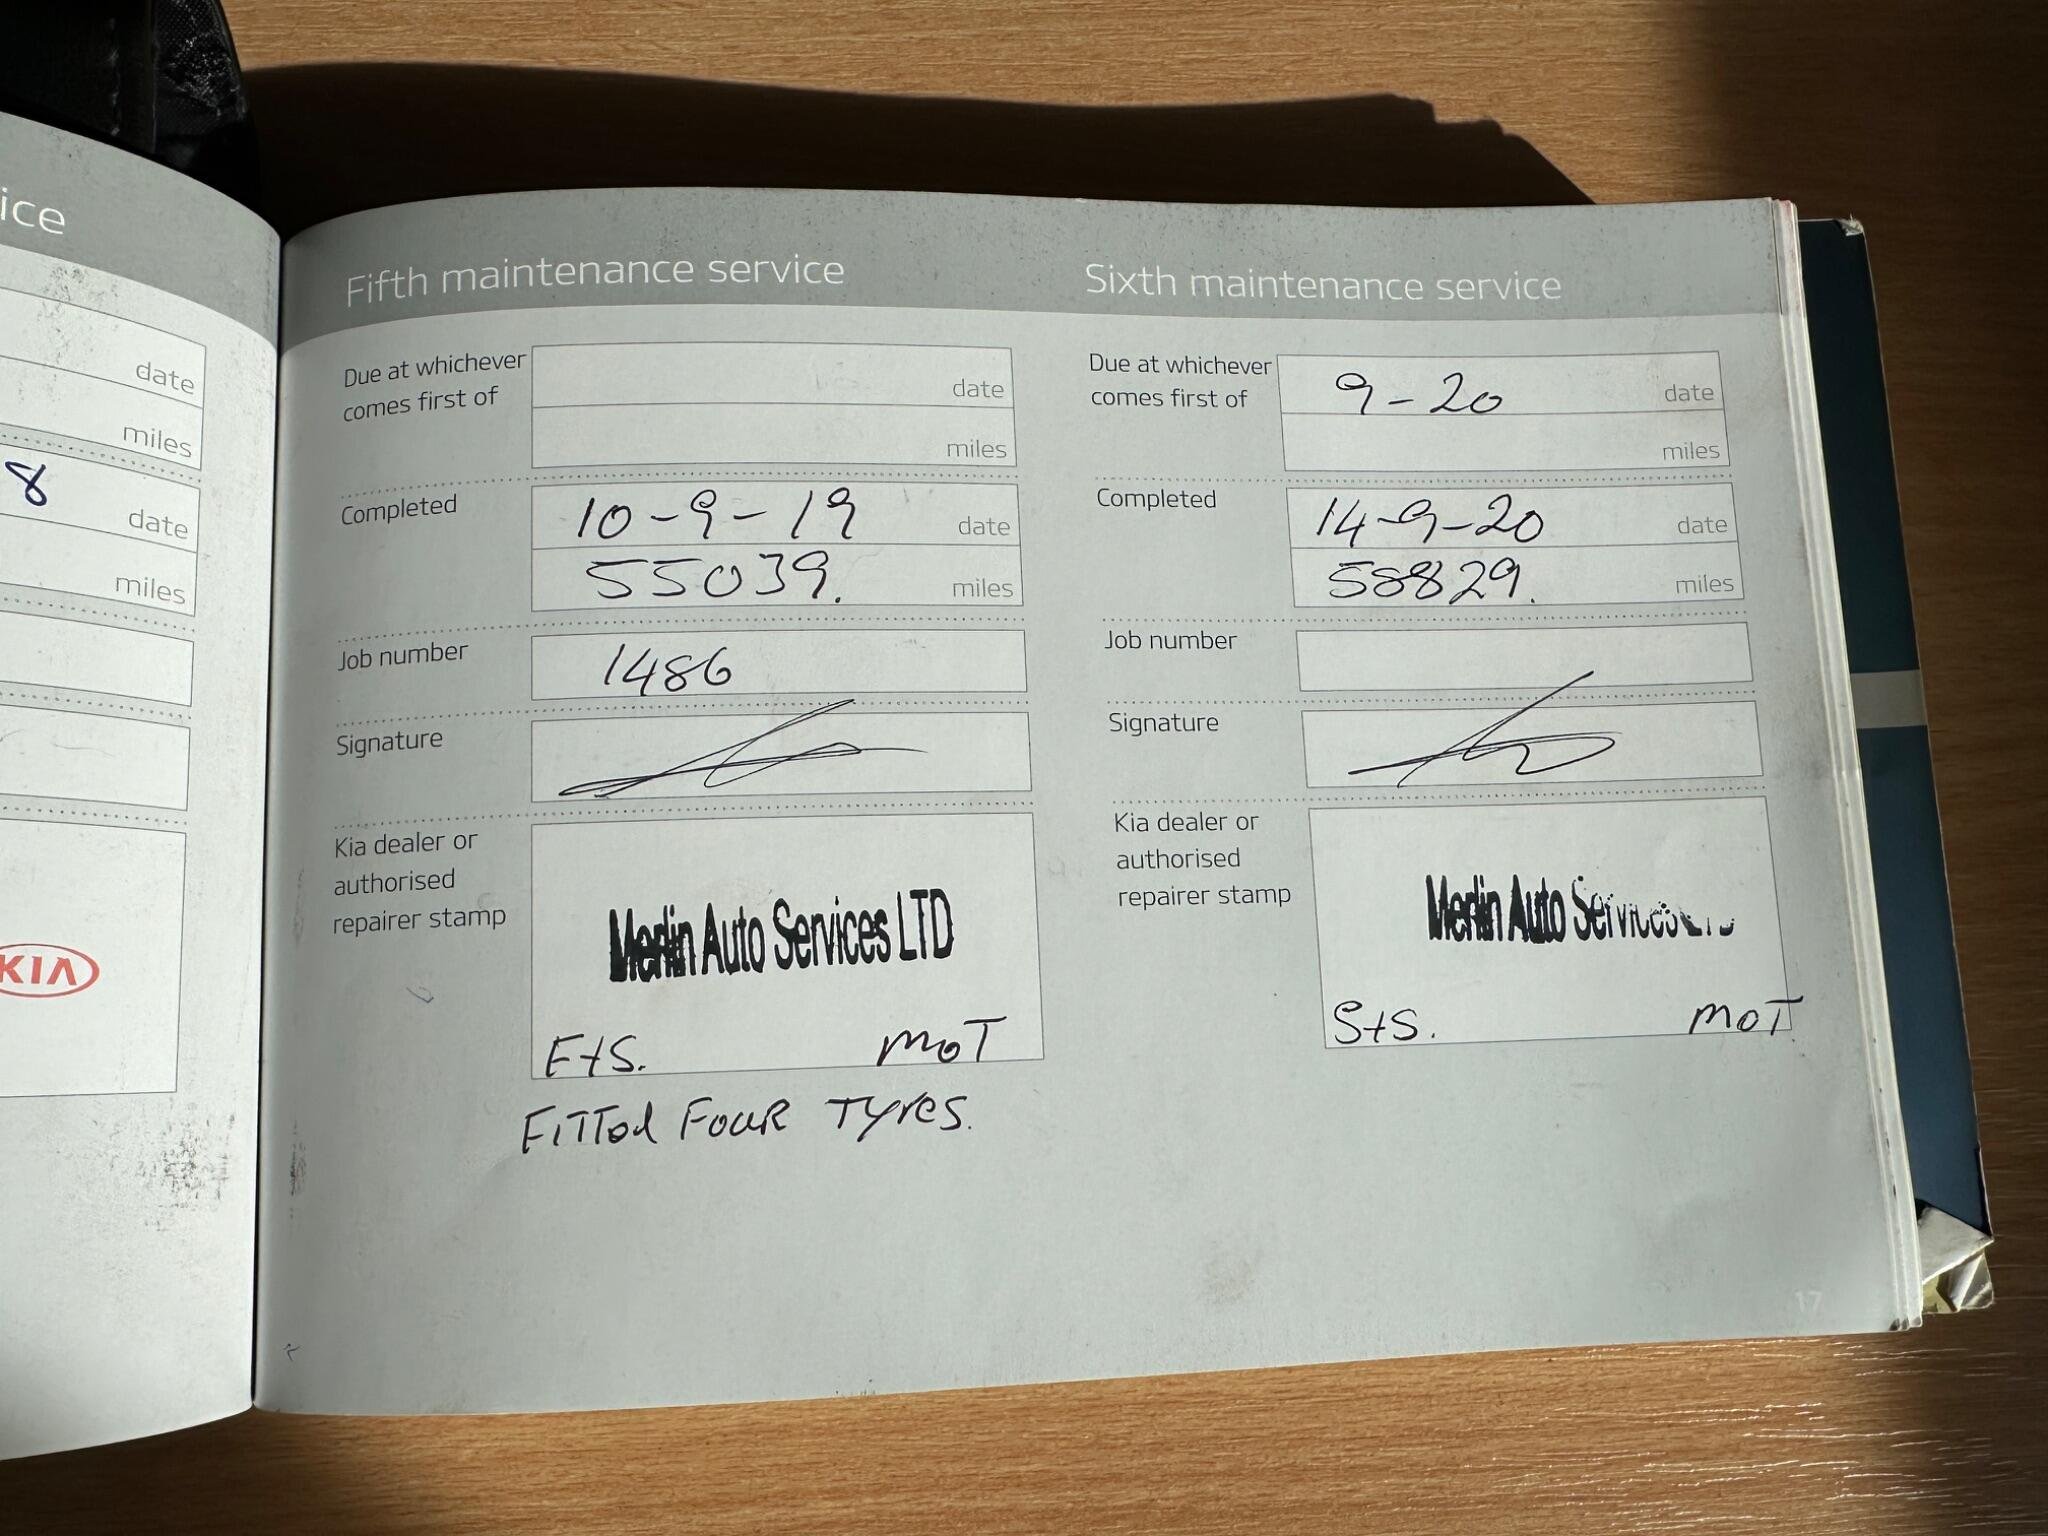 ice
date
miles
8 date
miles
KIA
Fifth maintenance service
Due at whichever
comes first of
date
miles
Completed
10-9-19 date
55039. miles
Job number
1486
Signature
Kia dealer or
authorised
repairer stamp
Merlin Auto Services LTD
F+S. MOT
FITTed FOUR TYres.
Sixth maintenance service
Due at whichever
comes first of
9-20 date
miles
Completed
14-9-20 date
58829. miles
Job number
Signature
Kia dealer or
authorised
repairer stamp
Merlin Auto Services LTD
S+S. MOT
17